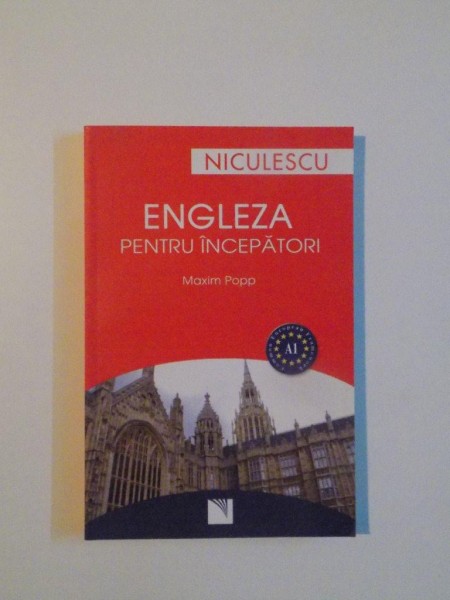 NICULESCU
ENGLEZA
PENTRU ÎNCEPĂTORI
Maxim Popp
A1